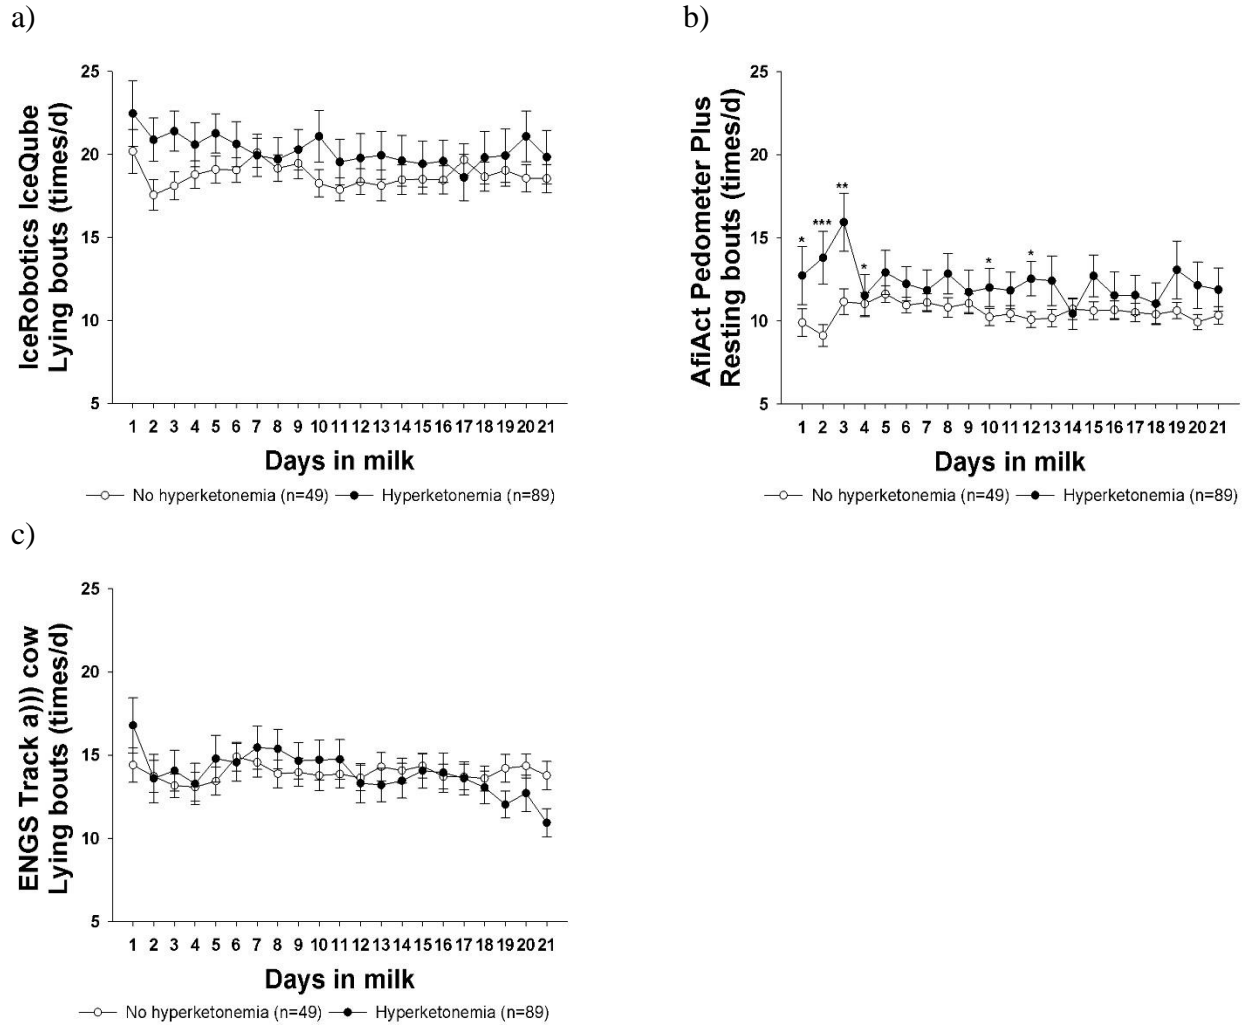 a)
IceRobotics IceQube
Lying bouts (times/d)
25
20
15
10
5
1 2 3 4 5 6 7 8 9 10 11 12 13 14 15 16 17 18 19 20 21
Days in milk
No hyperketonemia (n=49) Hyperketonemia (n=89)
b)
AfiAct Pedometer Plus
Resting bouts (times/d)
25
20
15
10
5
* *** ** * * *
1 2 3 4 5 6 7 8 9 10 11 12 13 14 15 16 17 18 19 20 21
Days in milk
No hyperketonemia (n=49) Hyperketonemia (n=89)
c)
ENGS Track a))) cow
Lying bouts (times/d)
25
20
15
10
5
1 2 3 4 5 6 7 8 9 10 11 12 13 14 15 16 17 18 19 20 21
Days in milk
No hyperketonemia (n=49) Hyperketonemia (n=89)